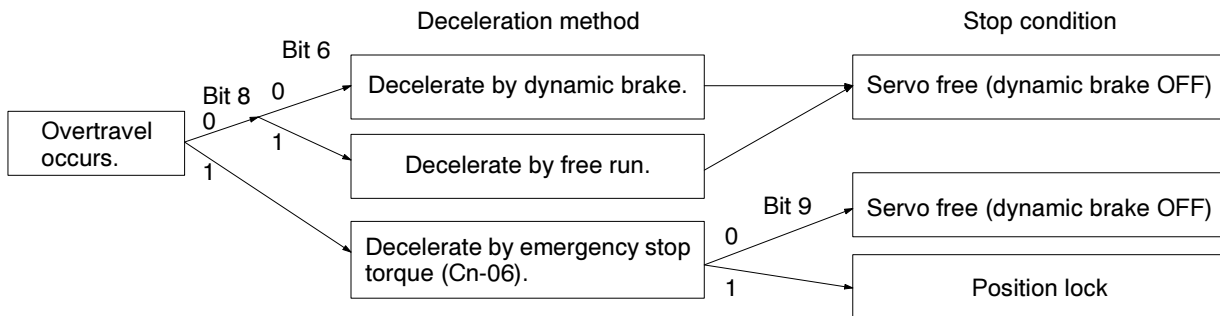 Deceleration method
Stop condition
Bit 6
Decelerate by dynamic brake.
Servo free (dynamic brake OFF)
0
Bit 8
0
Overtravel
occurs.
1
1
Decelerate by free run.
Bit 9
Servo free (dynamic brake OFF)
0
Decelerate by emergency stop
torque (Cn-06).
1
Position lock